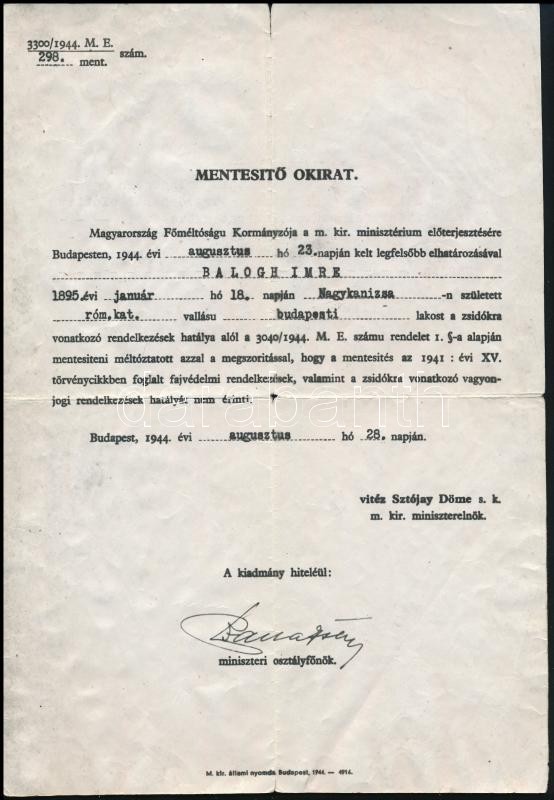 3300/1944. M. E. szám.
298. ment.
MENTESITŐ OKIRAT.
Magyarország Főméltóságu Kormányzója a m. kir. minisztérium előterjesztésére
Budapesten, 1944. évi augusztus hó 23. napján kelt legfelsőbb elhatározásával
BALOGH IMRE
1895. évi január hó 18. napján Nagykanizsa -n született
róm.kat. vallásu budapesti lakost a zsidókra
vonatkozó rendelkezések hatálya alól a 3040/1944. M. E. számu rendelet 1. §-a alapján
mentesiteni méltóztatott azzal a megszoritással, hogy a mentesités az 1941 : évi XV.
törvénycikkben foglalt fajvédelmi rendelkezések, valamint a zsidókra vonatkozó vagyon-
jogi rendelkezések hatályát nem érinti.
darabanth
Budapest, 1944. évi augusztus hó 28. napján.
vitéz Sztójay Döme s. k.
m. kir. miniszterelnök.
A kiadmány hiteléül:
miniszteri osztályfőnök.
M. kir. állami nyomda Budapest, 1944. — 4914.